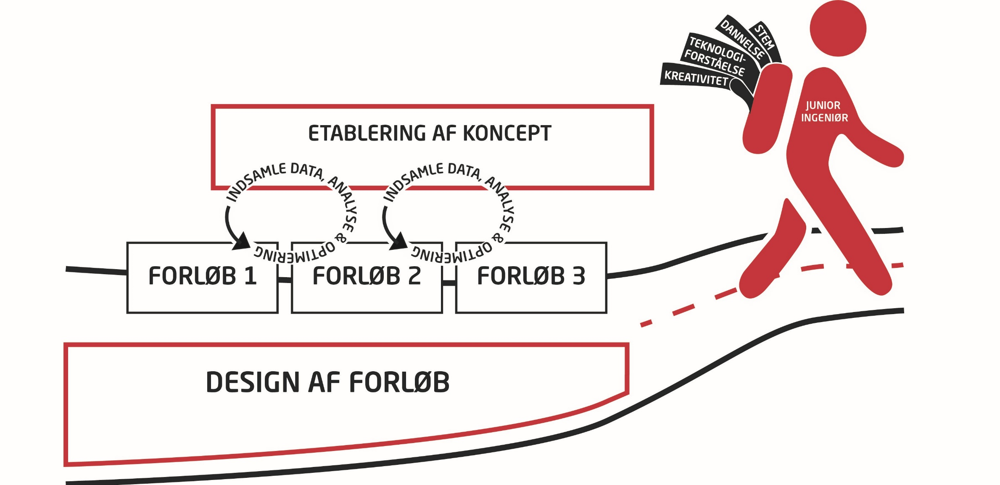 STEM
DANNELSE
TEKNOLOGI-
FORSTÅELSE
KREATIVITET
JUNIOR
INGENIØR
ETABLERING AF KONCEPT
INDSAMLE DATA, ANALYSE & OPTIMERING
INDSAMLE DATA, ANALYSE & OPTIMERING
FORLØB 1
FORLØB 2
FORLØB 3
DESIGN AF FORLØB